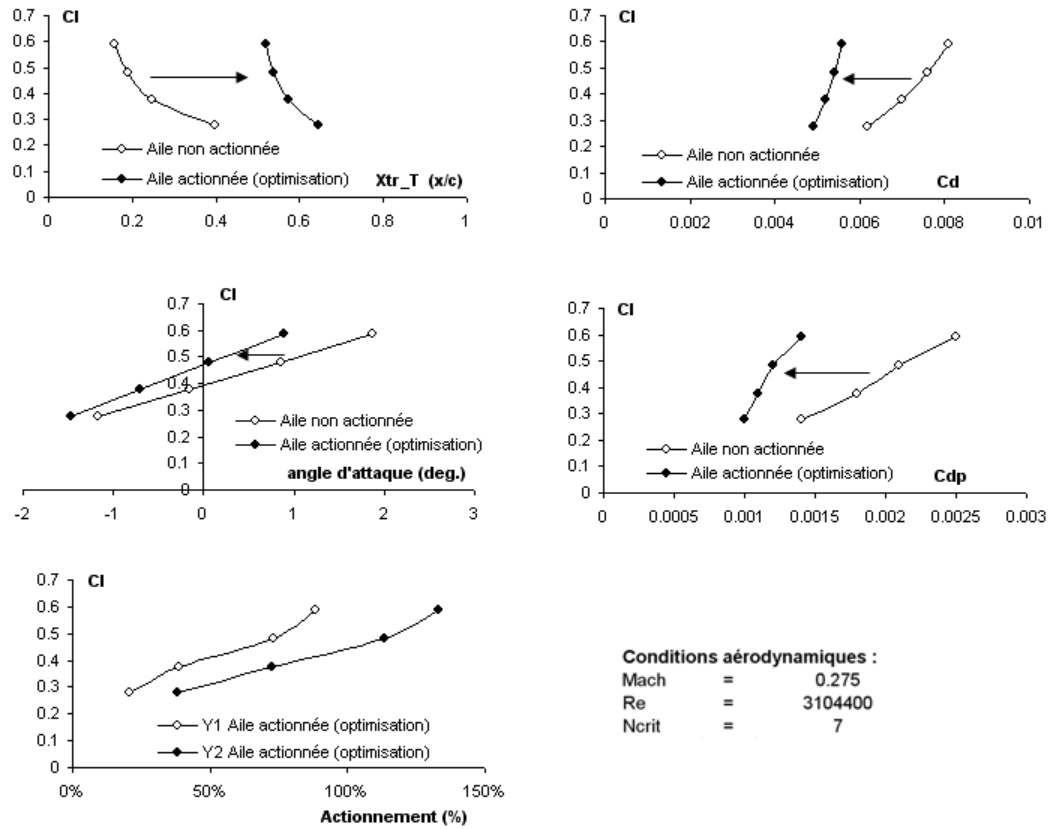 Cl
0.7
0.6
0.5
0.4
0.3
0.2
0.1
0
Aile non actionnée
Aile actionnée (optimisation)
Xtr_T (x/c)
0 0.2 0.4 0.6 0.8 1
Cl
0.7
0.6
0.5
0.4
0.3
0.2
0.1
0
Aile non actionnée
Aile actionnée (optimisation)
Cd
0 0.002 0.004 0.006 0.008 0.01
Cl
0.7
0.6
0.5
0.4
0.3
0.2
0.1
0
Aile non actionnée
Aile actionnée (optimisation)
angle d'attaque (deg.)
-2 -1 0 1 2 3
Cl
0.7
0.6
0.5
0.4
0.3
0.2
0.1
0
Aile non actionnée
Aile actionnée (optimisation)
Cdp
0 0.0005 0.001 0.0015 0.002 0.0025 0.003
Cl
0.7
0.6
0.5
0.4
0.3
0.2
0.1
0
Y1 Aile actionnée (optimisation)
Y2 Aile actionnée (optimisation)
0% 50% 100% 150%
Actionnement (%)
Conditions aérodynamiques :
Mach = 0.275
Re = 3104400
Ncrit = 7